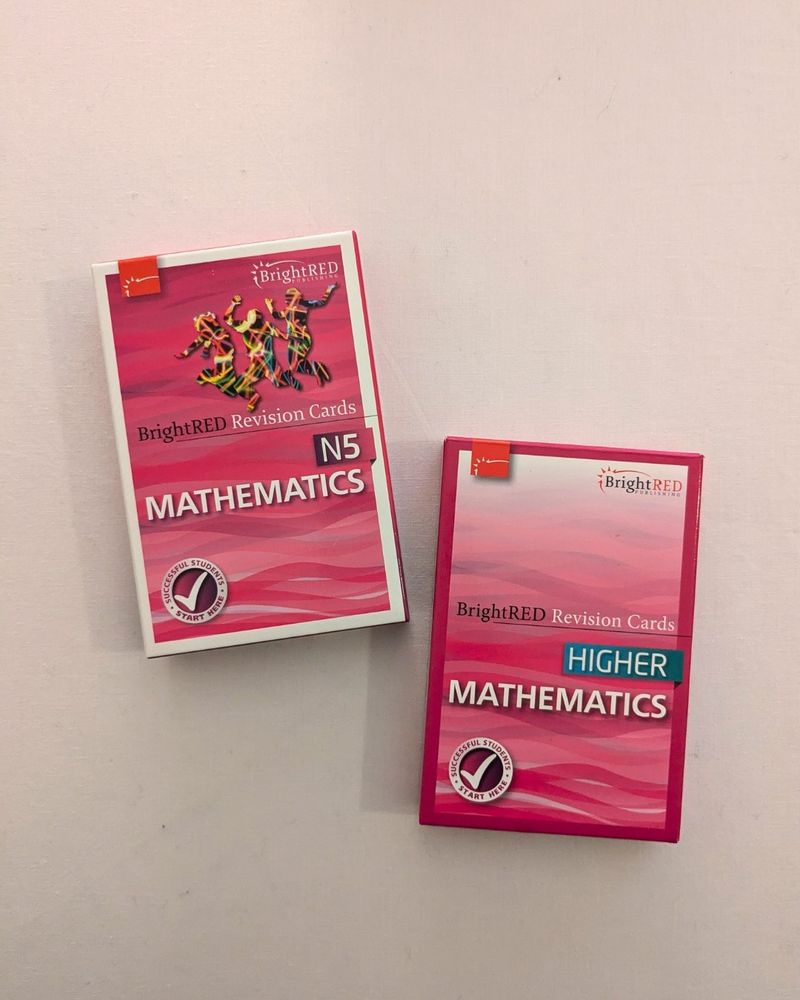 BrightRED
PUBLISHING
BrightRED Revision Cards
N5
MATHEMATICS
SUCCESSFUL STUDENTS
START HERE
BrightRED
PUBLISHING
BrightRED Revision Cards
HIGHER
MATHEMATICS
SUCCESSFUL STUDENTS
START HERE